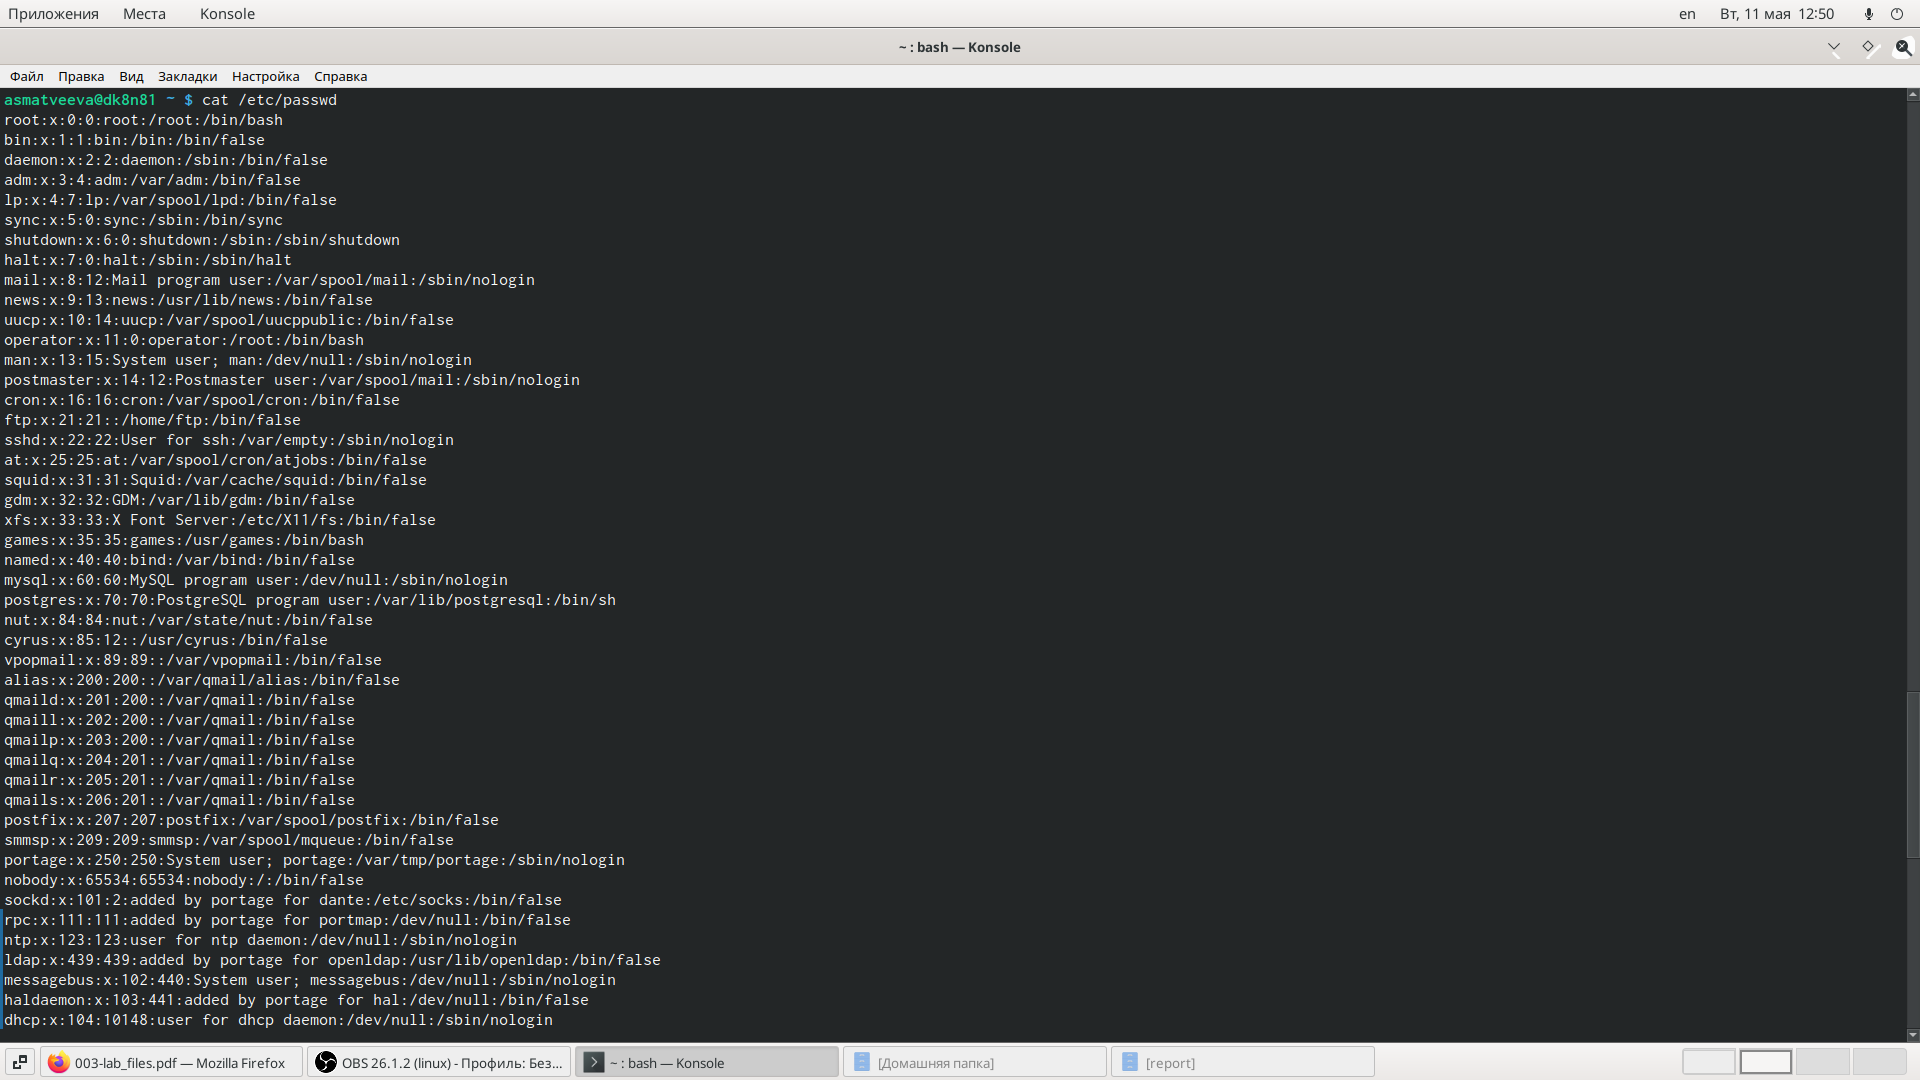 Приложения Места Konsole en Вт, 11 мая 12:50
~ : bash — Konsole
Файл Правка Вид Закладки Настройка Справка
asmatveeva@dk8n81 ~ $ cat /etc/passwd
root:x:0:0:root:/root:/bin/bash
bin:x:1:1:bin:/bin:/bin/false
daemon:x:2:2:daemon:/sbin:/bin/false
adm:x:3:4:adm:/var/adm:/bin/false
lp:x:4:7:lp:/var/spool/lpd:/bin/false
sync:x:5:0:sync:/sbin:/bin/sync
shutdown:x:6:0:shutdown:/sbin:/sbin/shutdown
halt:x:7:0:halt:/sbin:/sbin/halt
mail:x:8:12:Mail program user:/var/spool/mail:/sbin/nologin
news:x:9:13:news:/usr/lib/news:/bin/false
uucp:x:10:14:uucp:/var/spool/uucppublic:/bin/false
operator:x:11:0:operator:/root:/bin/bash
man:x:13:15:System user; man:/dev/null:/sbin/nologin
postmaster:x:14:12:Postmaster user:/var/spool/mail:/sbin/nologin
cron:x:16:16:cron:/var/spool/cron:/bin/false
ftp:x:21:21::/home/ftp:/bin/false
sshd:x:22:22:User for ssh:/var/empty:/sbin/nologin
at:x:25:25:at:/var/spool/cron/atjobs:/bin/false
squid:x:31:31:Squid:/var/cache/squid:/bin/false
gdm:x:32:32:GDM:/var/lib/gdm:/bin/false
xfs:x:33:33:X Font Server:/etc/X11/fs:/bin/false
games:x:35:35:games:/usr/games:/bin/bash
named:x:40:40:bind:/var/bind:/bin/false
mysql:x:60:60:MySQL program user:/dev/null:/sbin/nologin
postgres:x:70:70:PostgreSQL program user:/var/lib/postgresql:/bin/sh
nut:x:84:84:nut:/var/state/nut:/bin/false
cyrus:x:85:12::/usr/cyrus:/bin/false
vpopmail:x:89:89::/var/vpopmail:/bin/false
alias:x:200:200::/var/qmail/alias:/bin/false
qmaild:x:201:200::/var/qmail:/bin/false
qmaill:x:202:200::/var/qmail:/bin/false
qmailp:x:203:200::/var/qmail:/bin/false
qmailq:x:204:201::/var/qmail:/bin/false
qmailr:x:205:201::/var/qmail:/bin/false
qmails:x:206:201::/var/qmail:/bin/false
postfix:x:207:207:postfix:/var/spool/postfix:/bin/false
smmsp:x:209:209:smmsp:/var/spool/mqueue:/bin/false
portage:x:250:250:System user; portage:/var/tmp/portage:/sbin/nologin
nobody:x:65534:65534:nobody:/:/bin/false
sockd:x:101:2:added by portage for dante:/etc/socks:/bin/false
rpc:x:111:111:added by portage for portmap:/dev/null:/bin/false
ntp:x:123:123:user for ntp daemon:/dev/null:/sbin/nologin
ldap:x:439:439:added by portage for openldap:/usr/lib/openldap:/bin/false
messagebus:x:102:440:System user; messagebus:/dev/null:/sbin/nologin
haldaemon:x:103:441:added by portage for hal:/dev/null:/bin/false
dhcp:x:104:10148:user for dhcp daemon:/dev/null:/sbin/nologin
003-lab_files.pdf — Mozilla Firefox OBS 26.1.2 (linux) - Профиль: Без... ~ : bash — Konsole [Домашняя папка] [report]